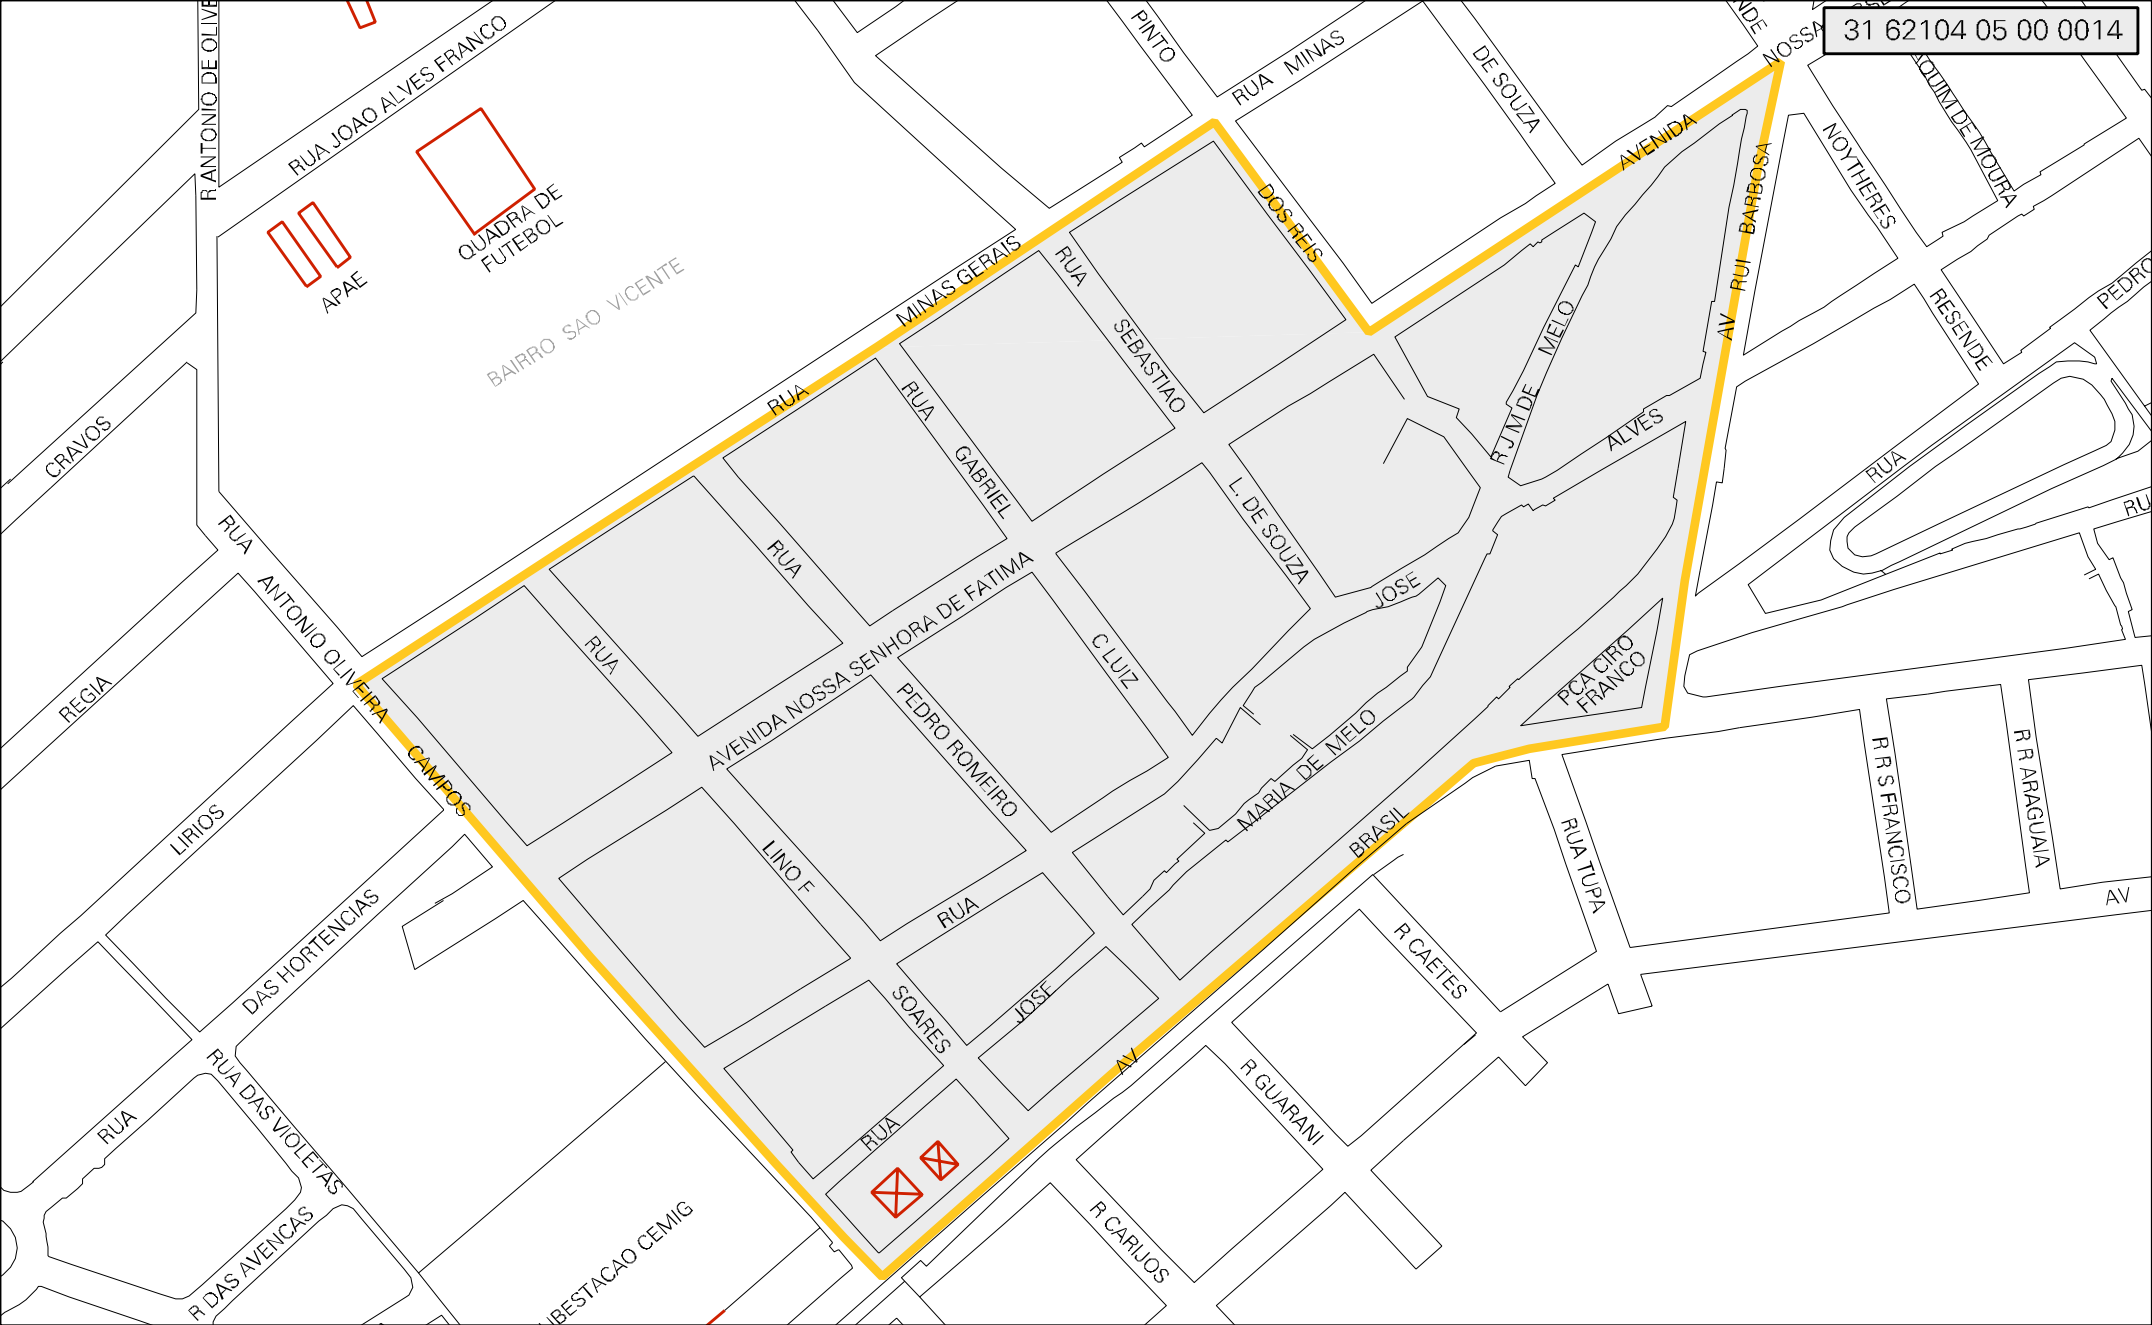 31 62104 05 00 0014
R ANTONIO DE OLIVE
RUA JOAO ALVES FRANCO
PINTO
RUA MINAS
DE SOUZA
NDE
NOSSA
AQUIM DE MOURA
NOYTHERES
AVENIDA
QUADRA DE
FUTEBOL
APAE
BAIRRO SAO VICENTE
DOS REIS
AV RUI BARBOSA
RESENDE
PEDRO
MINAS GERAIS
RUA
RUA SEBASTIAO
R J M DE MELO
ALVES
RUA
RU
CRAVOS
RUA GABRIEL
L. DE SOUZA
RUA ANTONIO OLIVEIRA
CAMPOS
RUA
RUA
AVENIDA NOSSA SENHORA DE FATIMA
JOSE
C LUIZ
PCA CIRO
FRANCO
REGIA
PEDRO ROMEIRO
MARIA DE MELO
R R S FRANCISCO
R R ARAGUAIA
LIRIOS
LINO F
BRASIL
RUA TUPA
AV
DAS HORTENCIAS
RUA
JOSE
SOARES
R CAETES
RUA DAS VIOLETAS
RUA
RUA
AV
R GUARANI
R DAS AVENCAS
UBESTACAO CEMIG
R CARIJOS